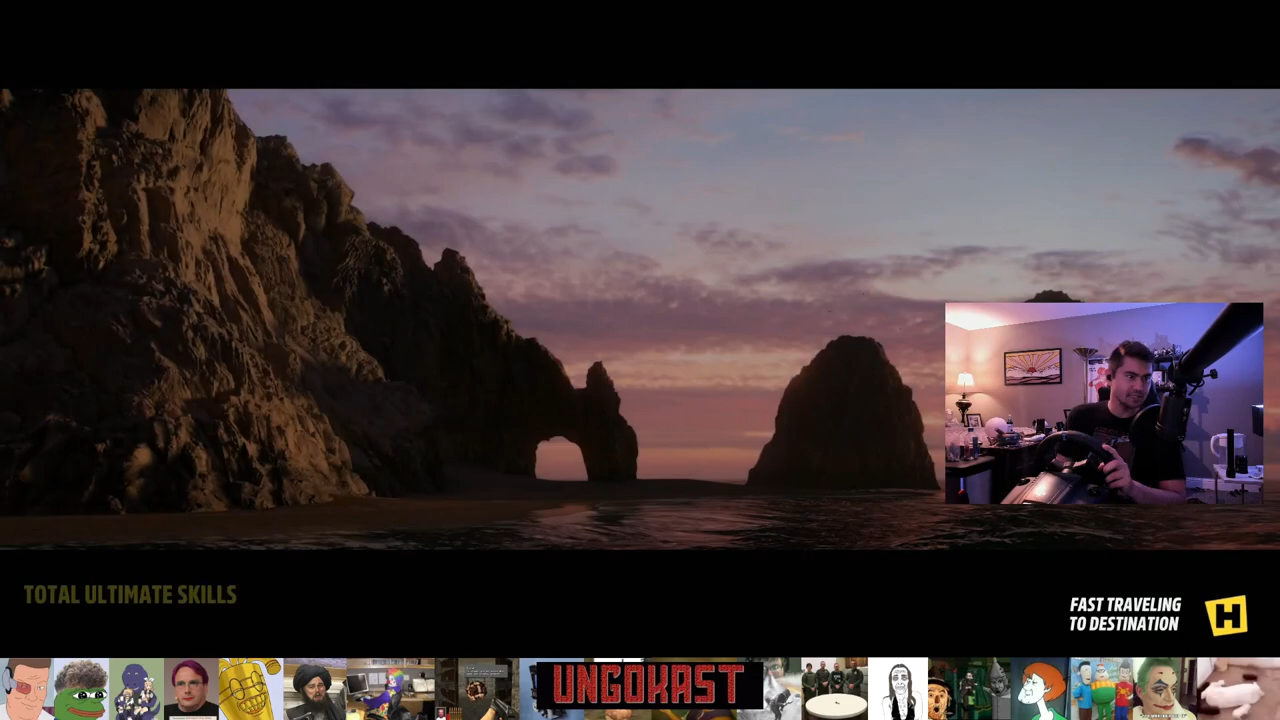 TOTAL ULTIMATE SKILLS
FAST TRAVELING
TO DESTINATION
H
UNGOKAST